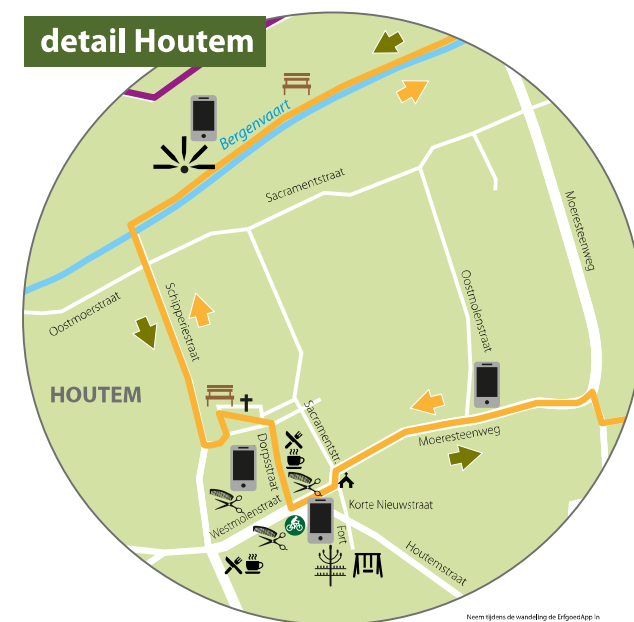 detail Houtem
Bergenvaart
Sacramentstraat
Moeresteenweg
Oostmoerstraat
Schipperiestraat
Oostmolenstraat
HOUTEM
Sacramentstr.
Dorpsstraat
Moeresteenweg
Westmolenstraat
Korte Nieuwstraat
Fort
Houtemstraat
Neem tijdens de wandeling de ErfgoedApp in